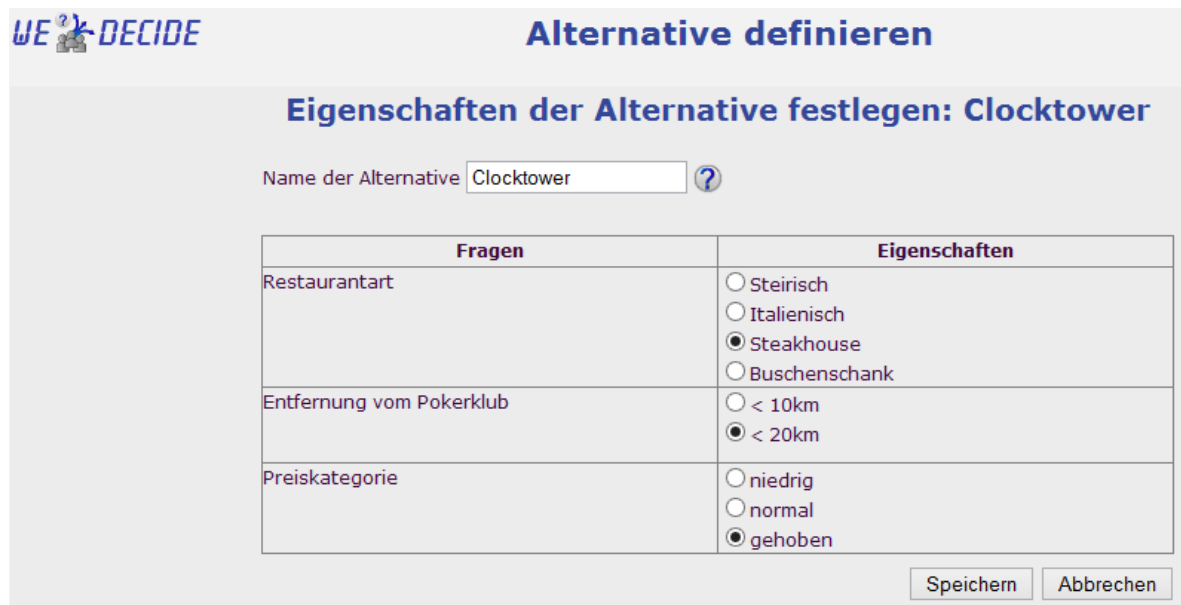 WE ? DECIDE
Alternative definieren
Eigenschaften der Alternative festlegen: Clocktower
Name der Alternative Clocktower ?
Fragen Eigenschaften
Restaurantart Steirisch
Italienisch
Steakhouse
Buschenschank
Entfernung vom Pokerklub < 10km
< 20km
Preiskategorie niedrig
normal
gehoben
Speichern Abbrechen